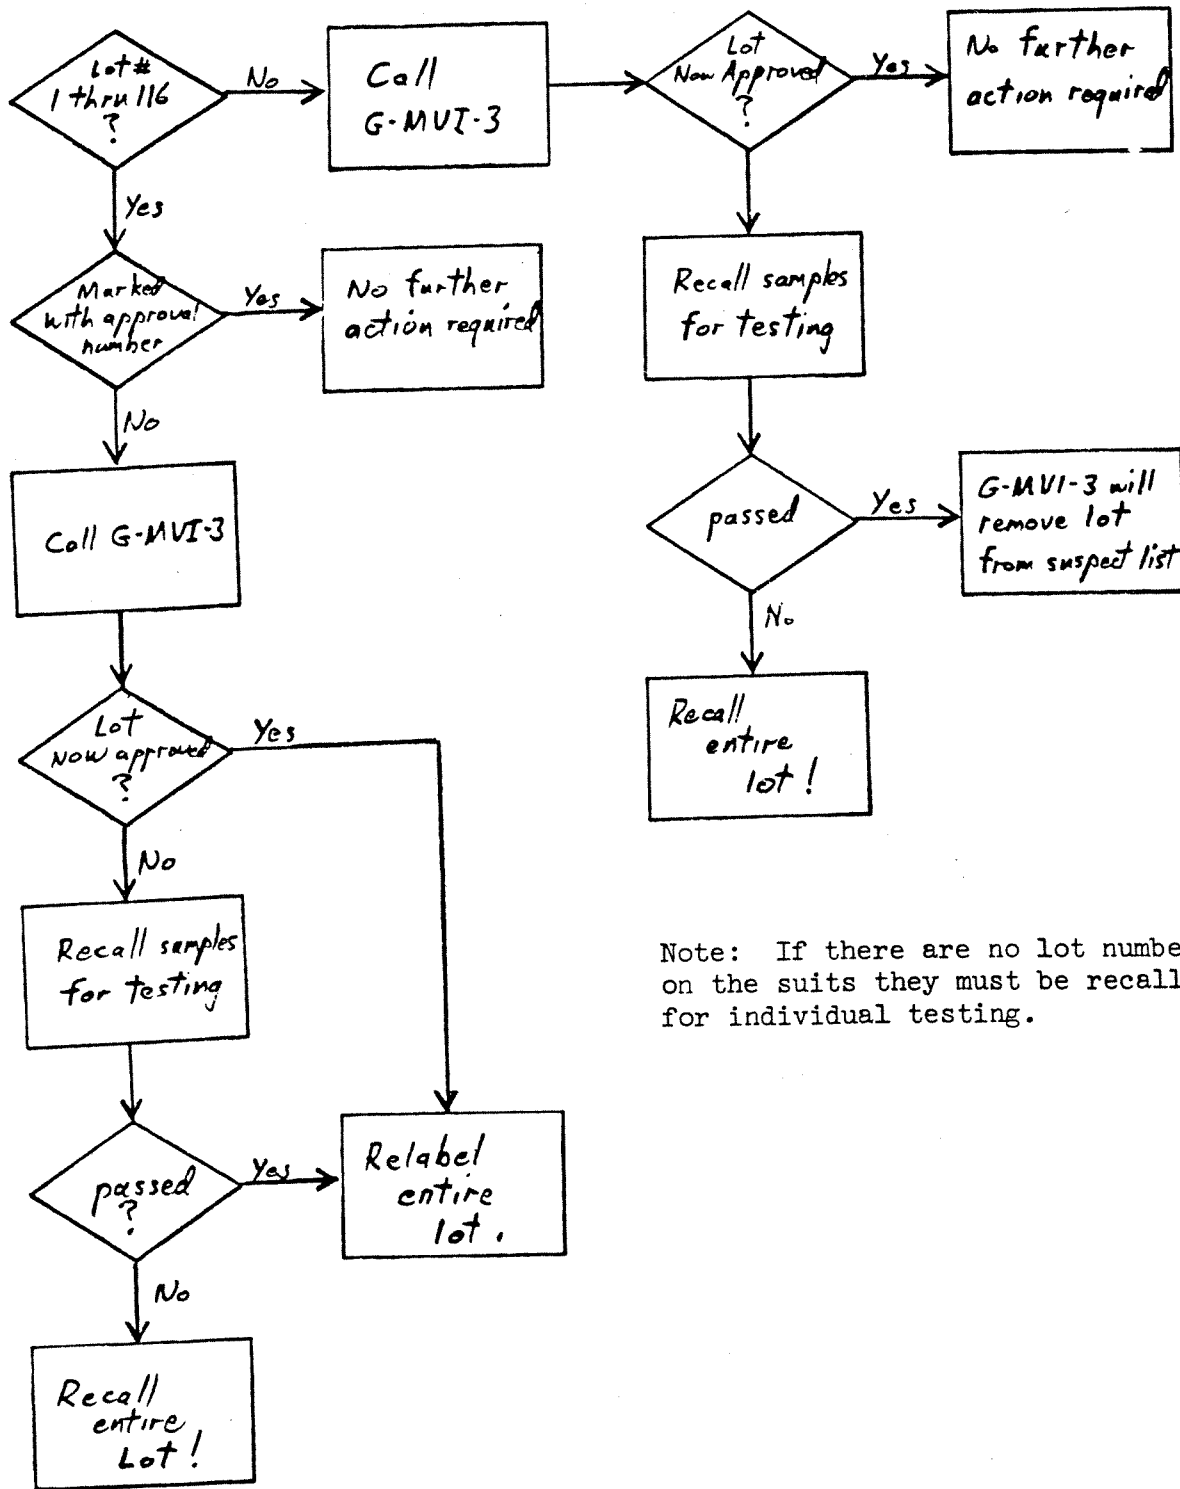 Lot#
1 thru 116
?
No
Call
G-MVI-3
Lot
Now Approved
?
Yes
No further
action required
Yes
Marked
with approval
number
Yes
No further
action required
No
Call G-MVI-3
Lot
Now approved
?
Yes
No
Recall samples
for testing
passed
?
Yes
Relabel
entire
lot.
No
Recall
entire
Lot!
Recall samples
for testing
passed
Yes
G-MVI-3 will
remove lot
from suspect list
No
Recall
entire
lot!
Note: If there are no lot numbe
on the suits they must be recall
for individual testing.